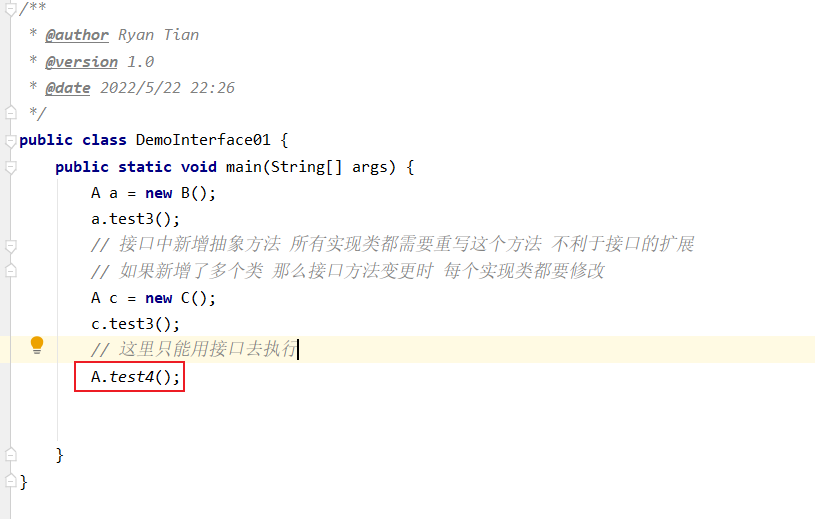 /**
 * @author Ryan Tian
 * @version 1.0
 * @date 2022/5/22 22:26
 */
public class DemoInterface01 {
    public static void main(String[] args) {
        A a = new B();
        a.test3();
        // 接口中新增抽象方法 所有实现类都需要重写这个方法 不利于接口的扩展
        // 如果新增了多个类 那么接口方法变更时 每个实现类都要修改
        A c = new C();
        c.test3();
        // 这里只能用接口去执行
        A.test4();
    }
}